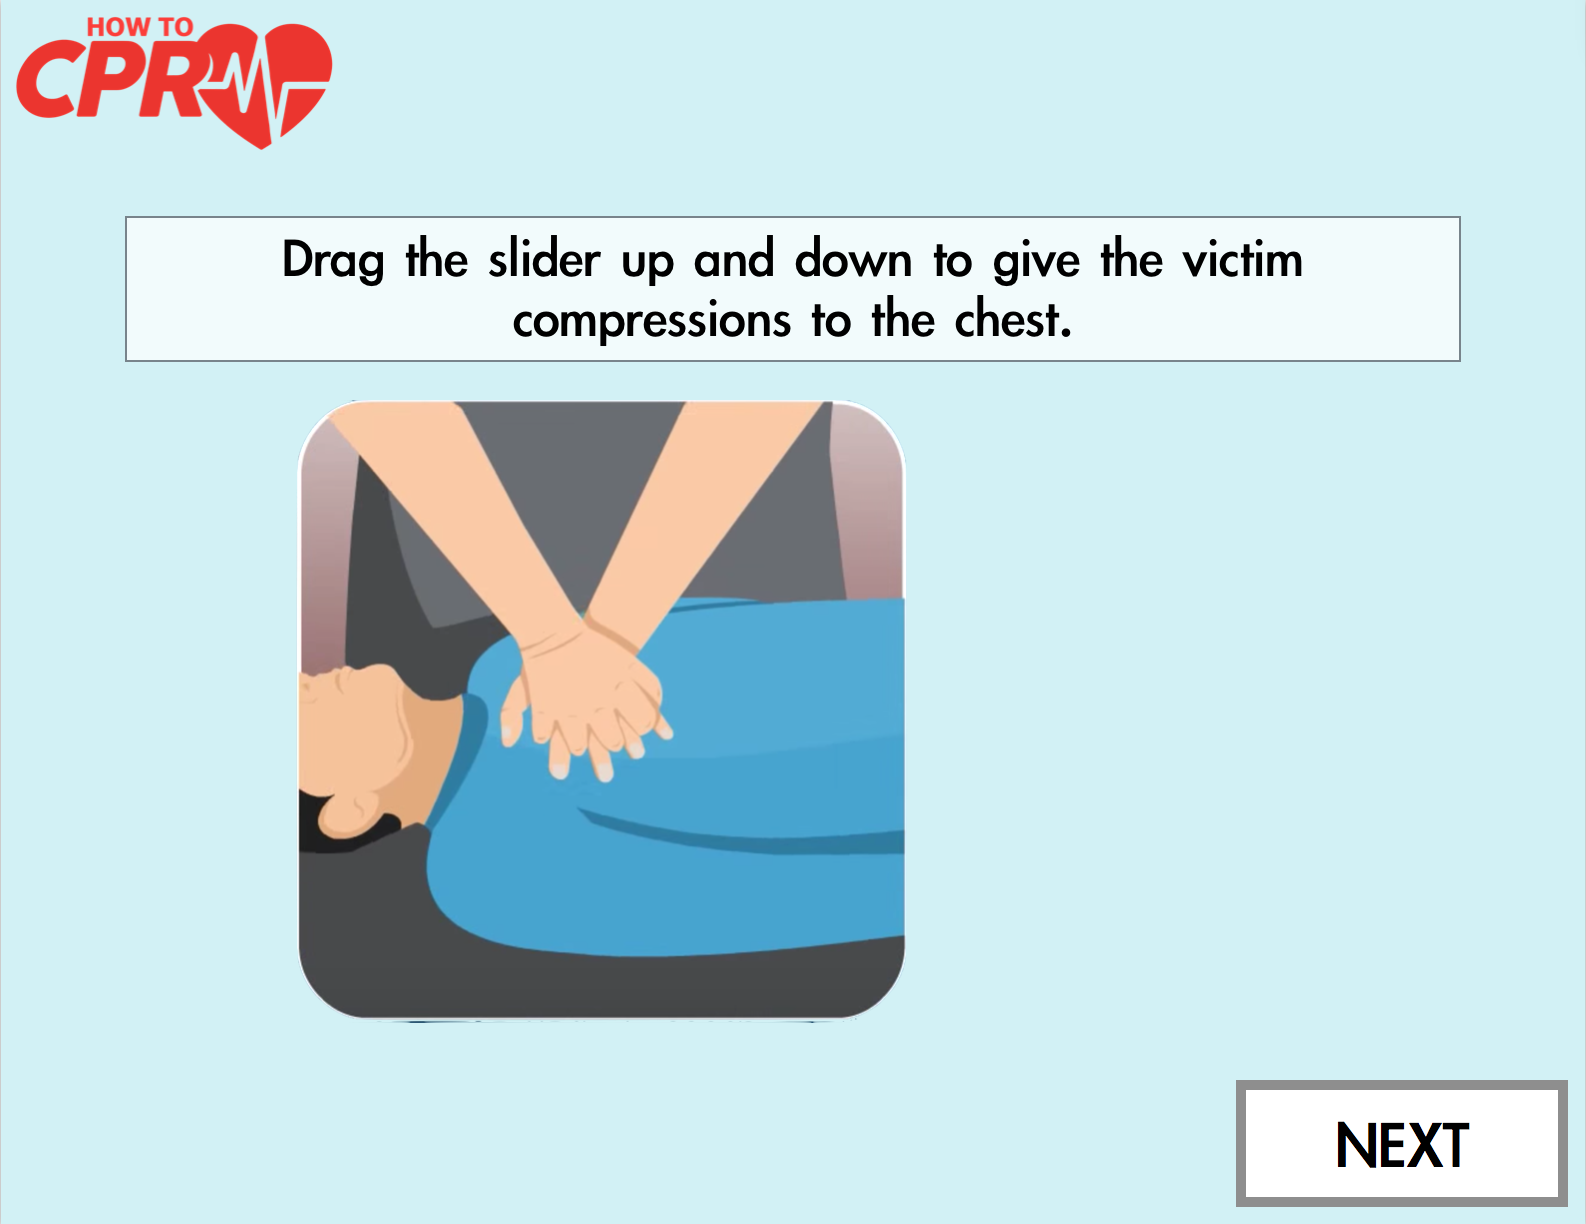 HOW TO
CPR
Drag the slider up and down to give the victim
compressions to the chest.
NEXT